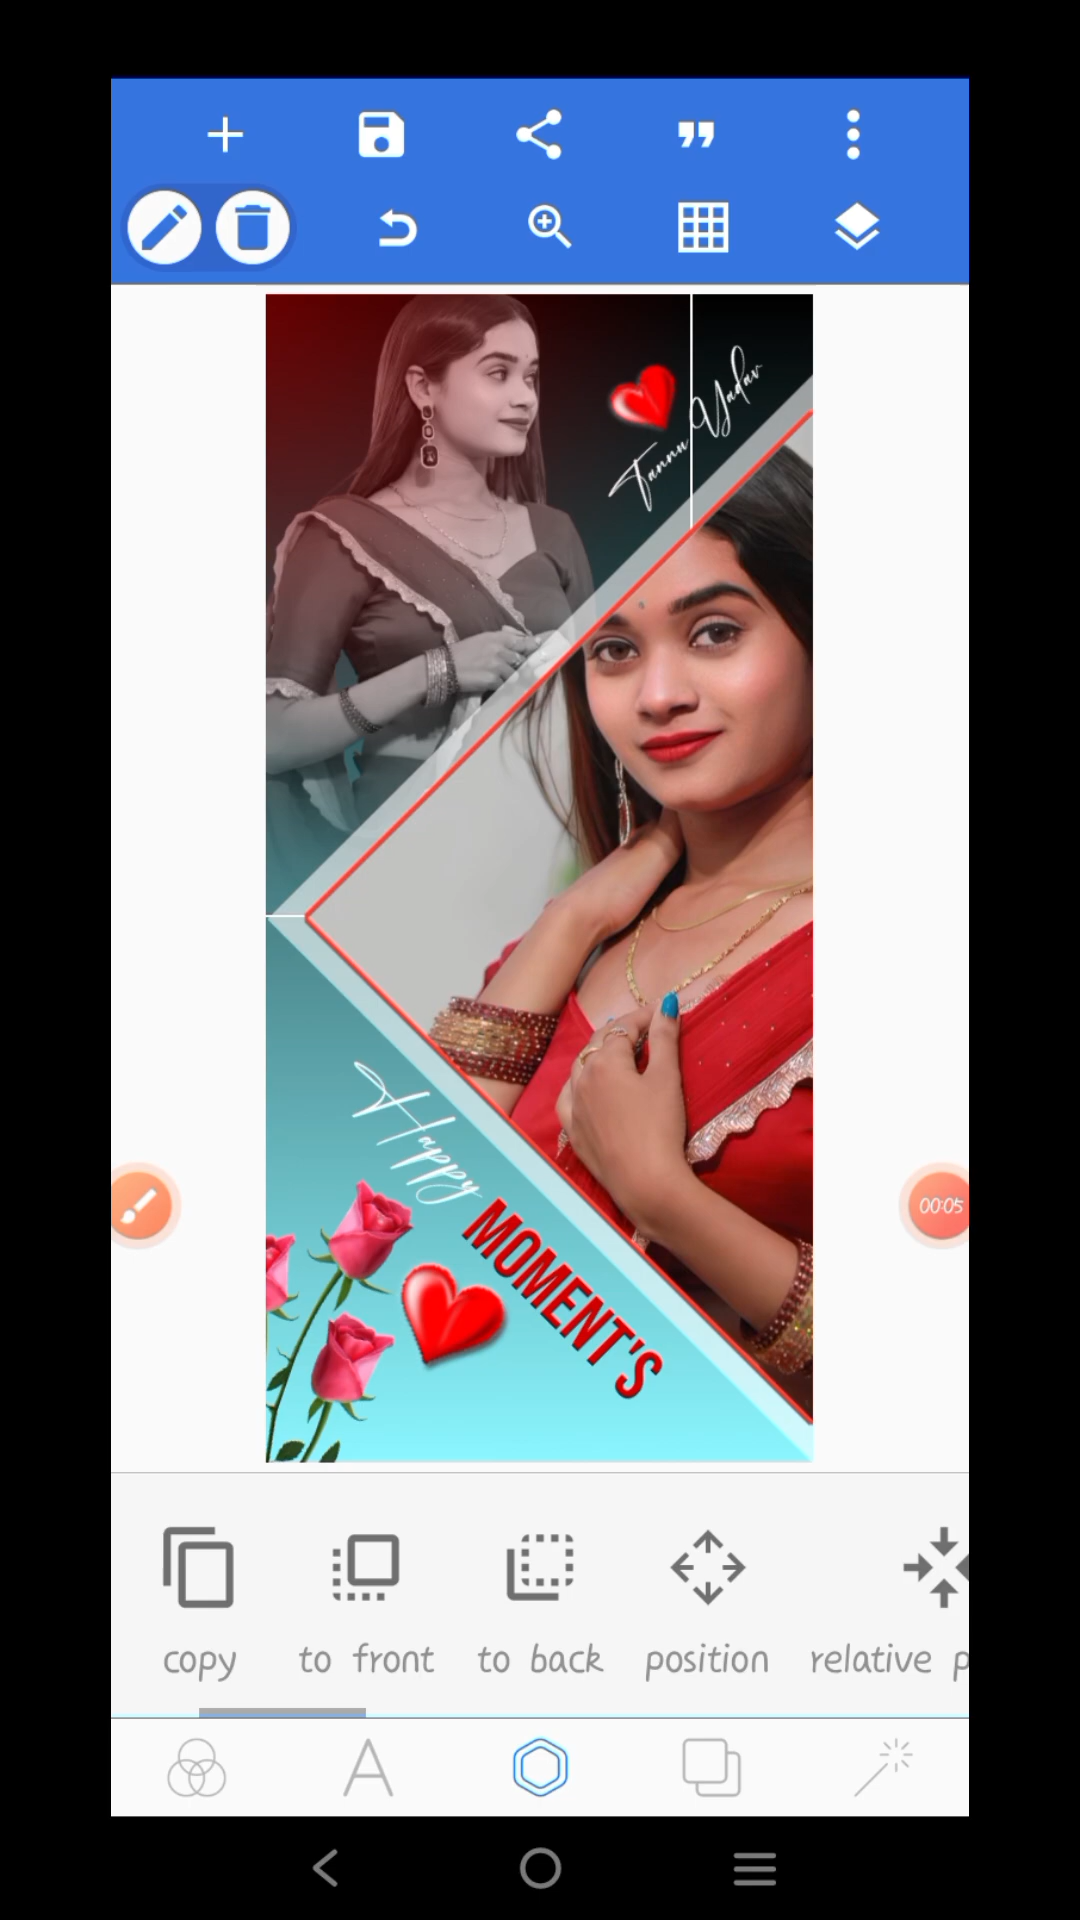 Tannu Yadav
Happy
MOMENT'S
00:05
copy
to front
to back
position
relative p